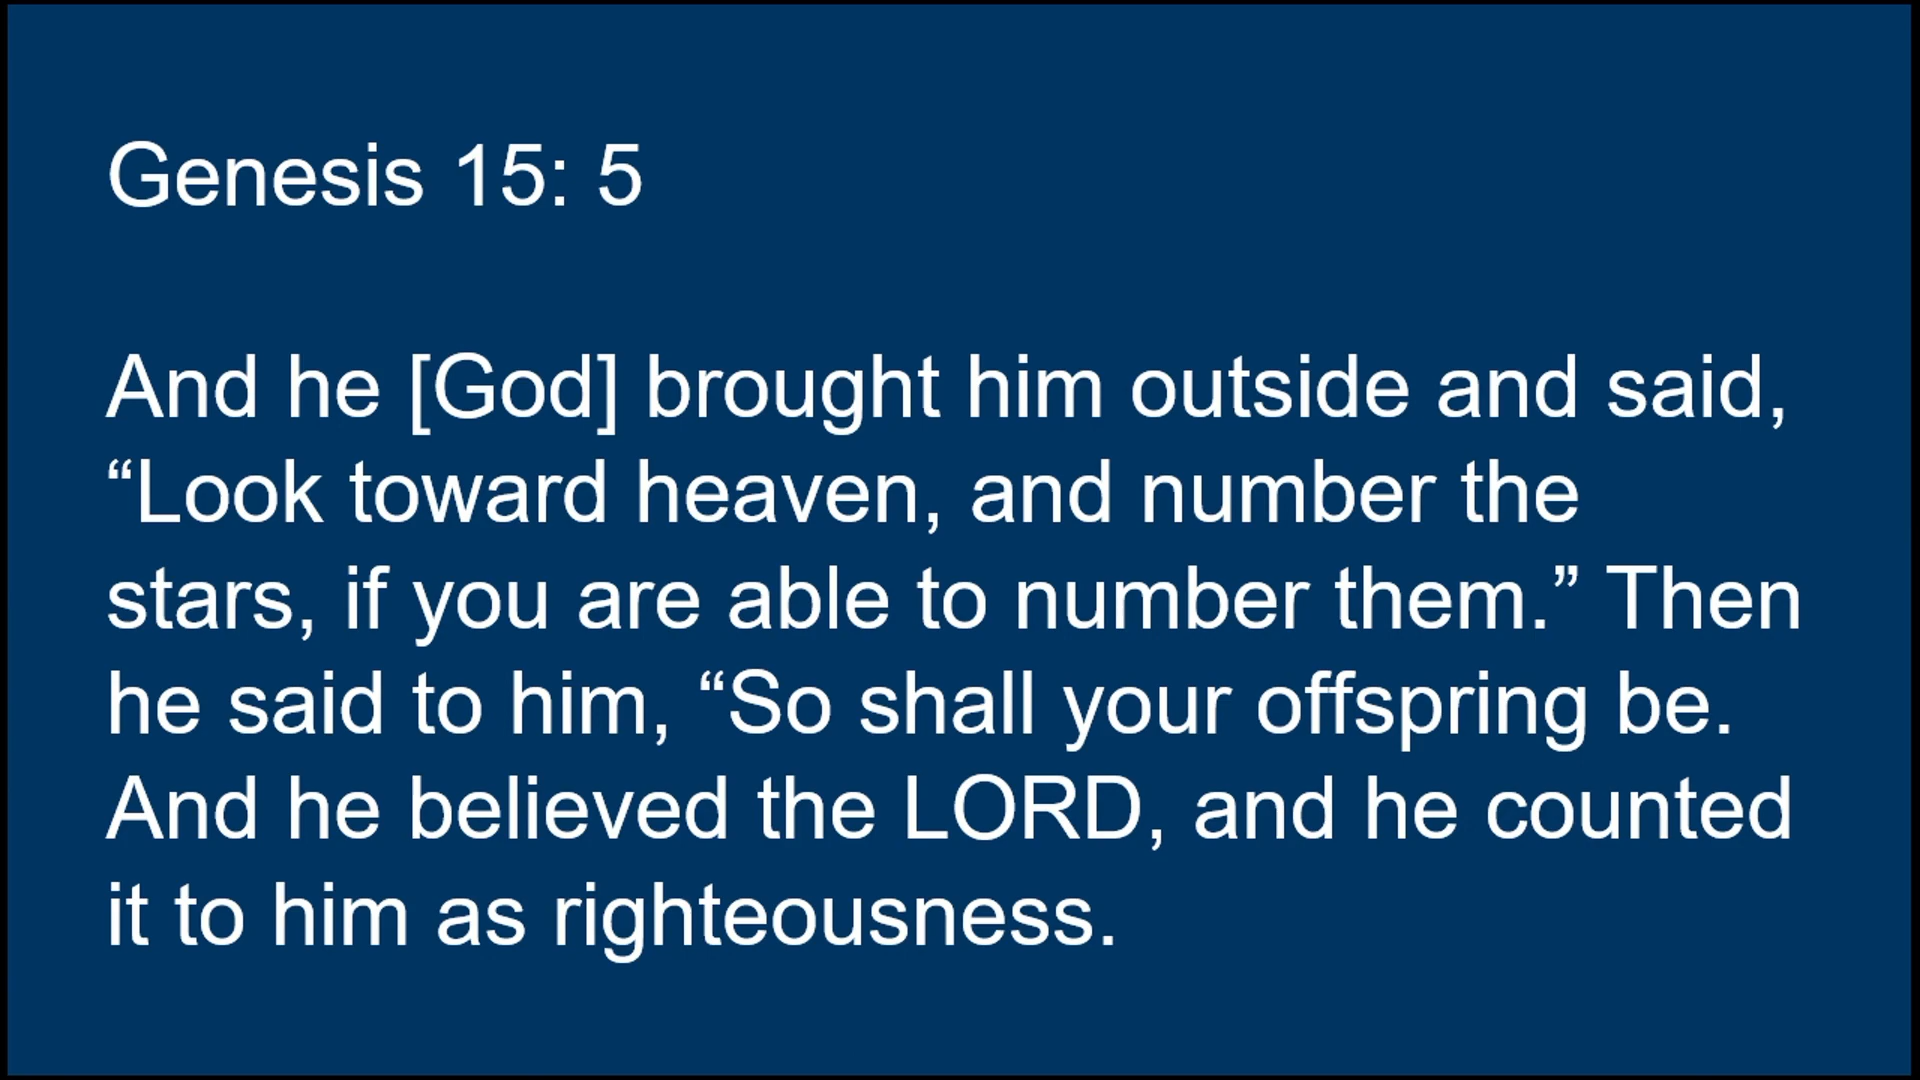 Genesis 15: 5
And he [God] brought him outside and said,
“Look toward heaven, and number the
stars, if you are able to number them.” Then
he said to him, “So shall your offspring be.
And he believed the LORD, and he counted
it to him as righteousness.